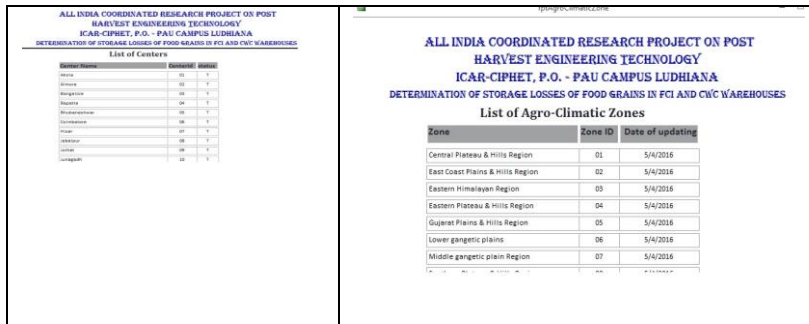 ALL INDIA COORDINATED RESEARCH PROJECT ON POST
HARVEST ENGINEERING TECHNOLOGY
ICAR-CIPHET, P.O. - PAU CAMPUS LUDHIANA
DETERMINATION OF STORAGE LOSSES OF FOOD GRAINS IN FCI AND CWC WAREHOUSES
List of Centers
Center Name CenterId status
01
02
Bangalore 03
Bapatla 04
Bhubaneshwar 05
Coimbatore 06
Hisar 07
Jabalpur 08
09
Junagadh 10
rptAgroClimaticZone
ALL INDIA COORDINATED RESEARCH PROJECT ON POST
HARVEST ENGINEERING TECHNOLOGY
ICAR-CIPHET, P.O. - PAU CAMPUS LUDHIANA
DETERMINATION OF STORAGE LOSSES OF FOOD GRAINS IN FCI AND CWC WAREHOUSES
List of Agro-Climatic Zones
Zone Zone ID Date of updating
Central Plateau & Hills Region 01 5/4/2016
East Coast Plains & Hills Region 02 5/4/2016
Eastern Himalayan Region 03 5/4/2016
Eastern Plateau & Hills Region 04 5/4/2016
Gujarat Plains & Hills Region 05 5/4/2016
Lower gangetic plains 06 5/4/2016
Middle gangetic plain Region 07 5/4/2016